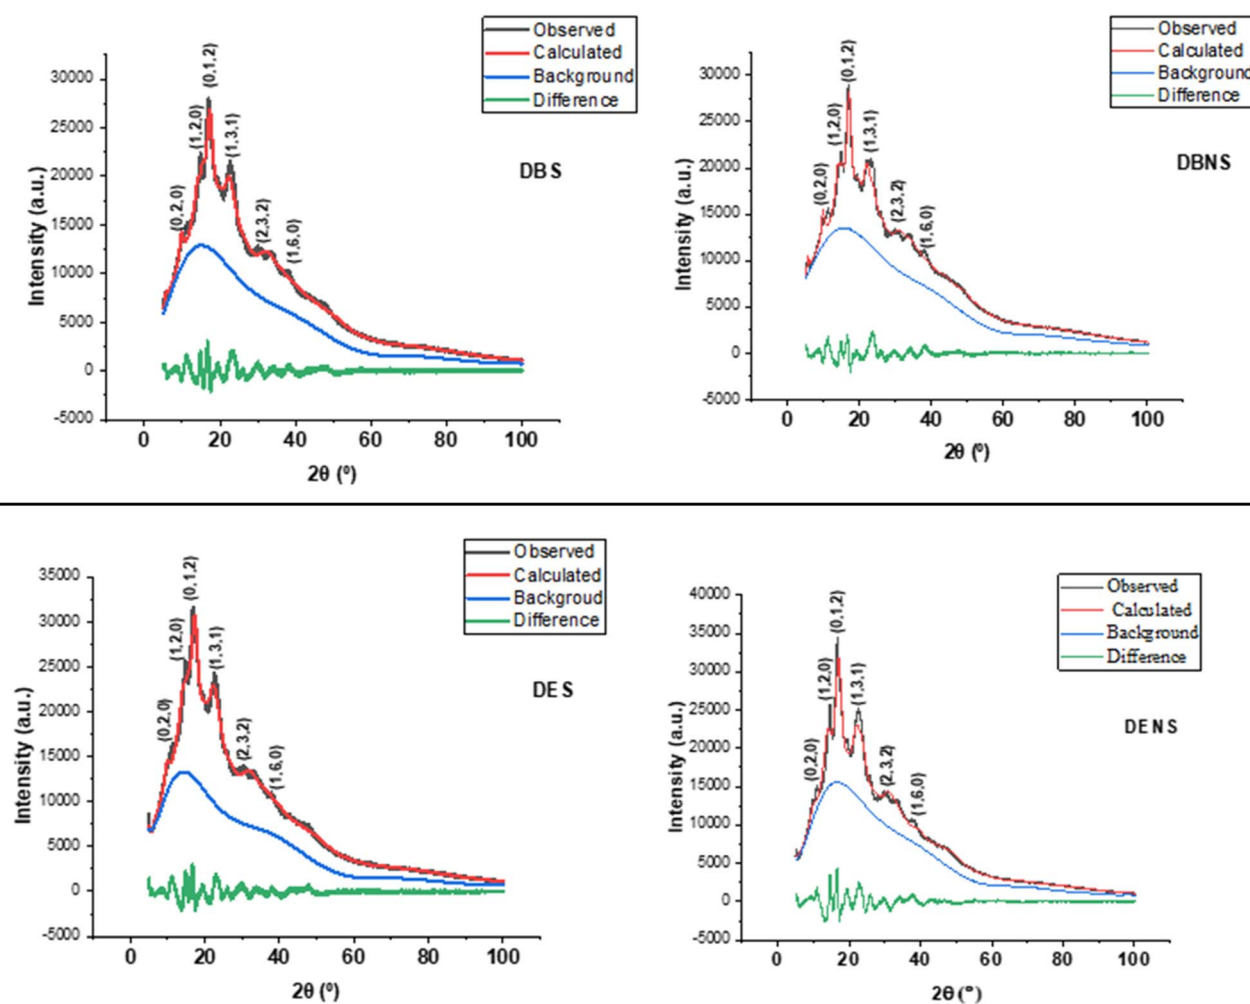 Observed
Calculated
Background
Difference
DBS
(0,2,0)
(1,2,0)
(0,1,2)
(1,3,1)
(2,3,2)
(1,6,0)
Intensity (a.u.)
30000
25000
20000
15000
10000
5000
0
-5000
0 20 40 60 80 100
2θ (º)
Observed
Calculated
Background
Difference
DBNS
(0,2,0)
(1,2,0)
(0,1,2)
(1,3,1)
(2,3,2)
(1,6,0)
Intensity (a.u.)
30000
25000
20000
15000
10000
5000
0
-5000
0 20 40 60 80 100
2θ (º)
Observed
Calculated
Backgroud
Difference
DES
(0,2,0)
(1,2,0)
(0,1,2)
(1,3,1)
(2,3,2)
(1,6,0)
Intensity (a.u.)
35000
30000
25000
20000
15000
10000
5000
0
-5000
0 20 40 60 80 100
2θ (º)
Observed
Calculated
Background
Difference
DENS
(0,2,0)
(1,2,0)
(0,1,2)
(1,3,1)
(2,3,2)
(1,6,0)
Intensity (a.u.)
40000
35000
30000
25000
20000
15000
10000
5000
0
-5000
0 20 40 60 80 100
2θ (°)